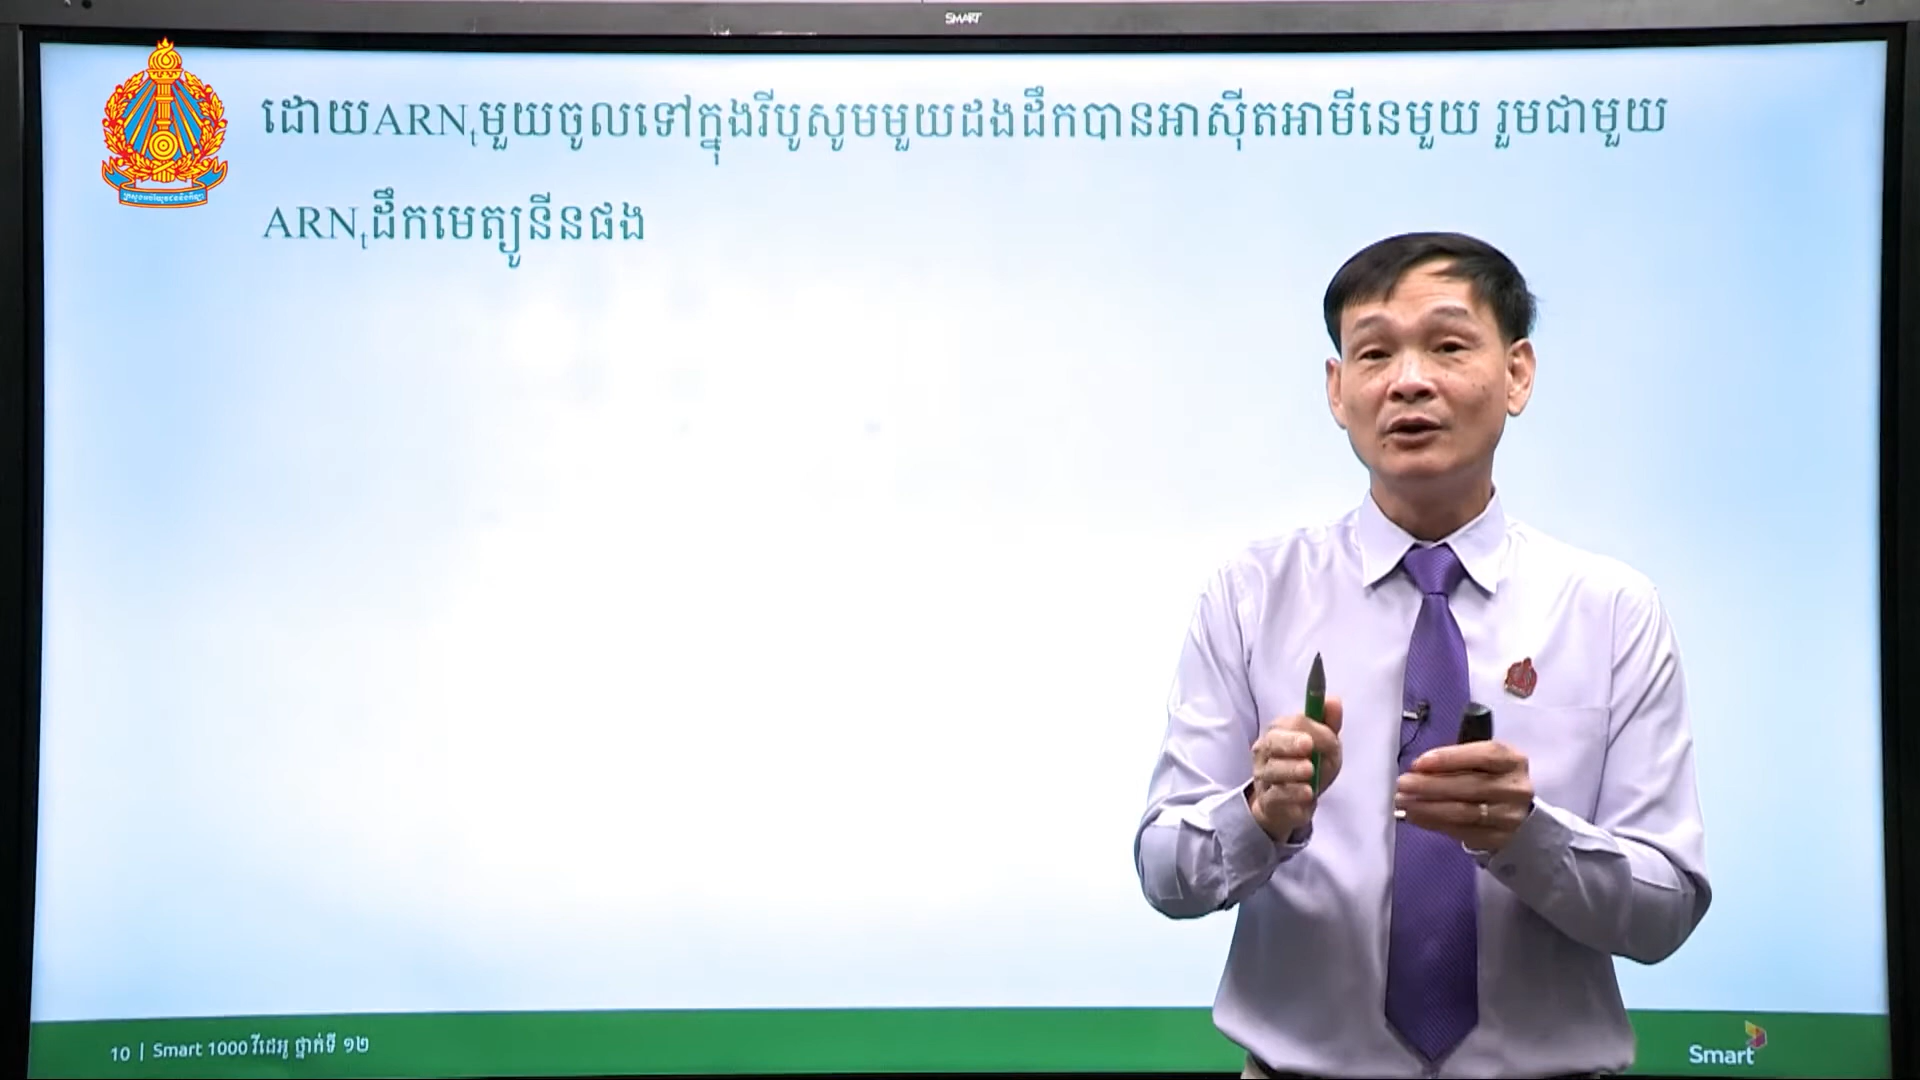 SMART
ដោយARNtមួយចូលទៅក្នុងរីបូសូមមួយដងដឹកបានអាស៊ីតអាមីនេមួយ រួមជាមួយ
ARNtដឹកមេត្យូនីនផង
10 | Smart 1000 វីដេអូ ថ្នាក់ទី ១២
Smart